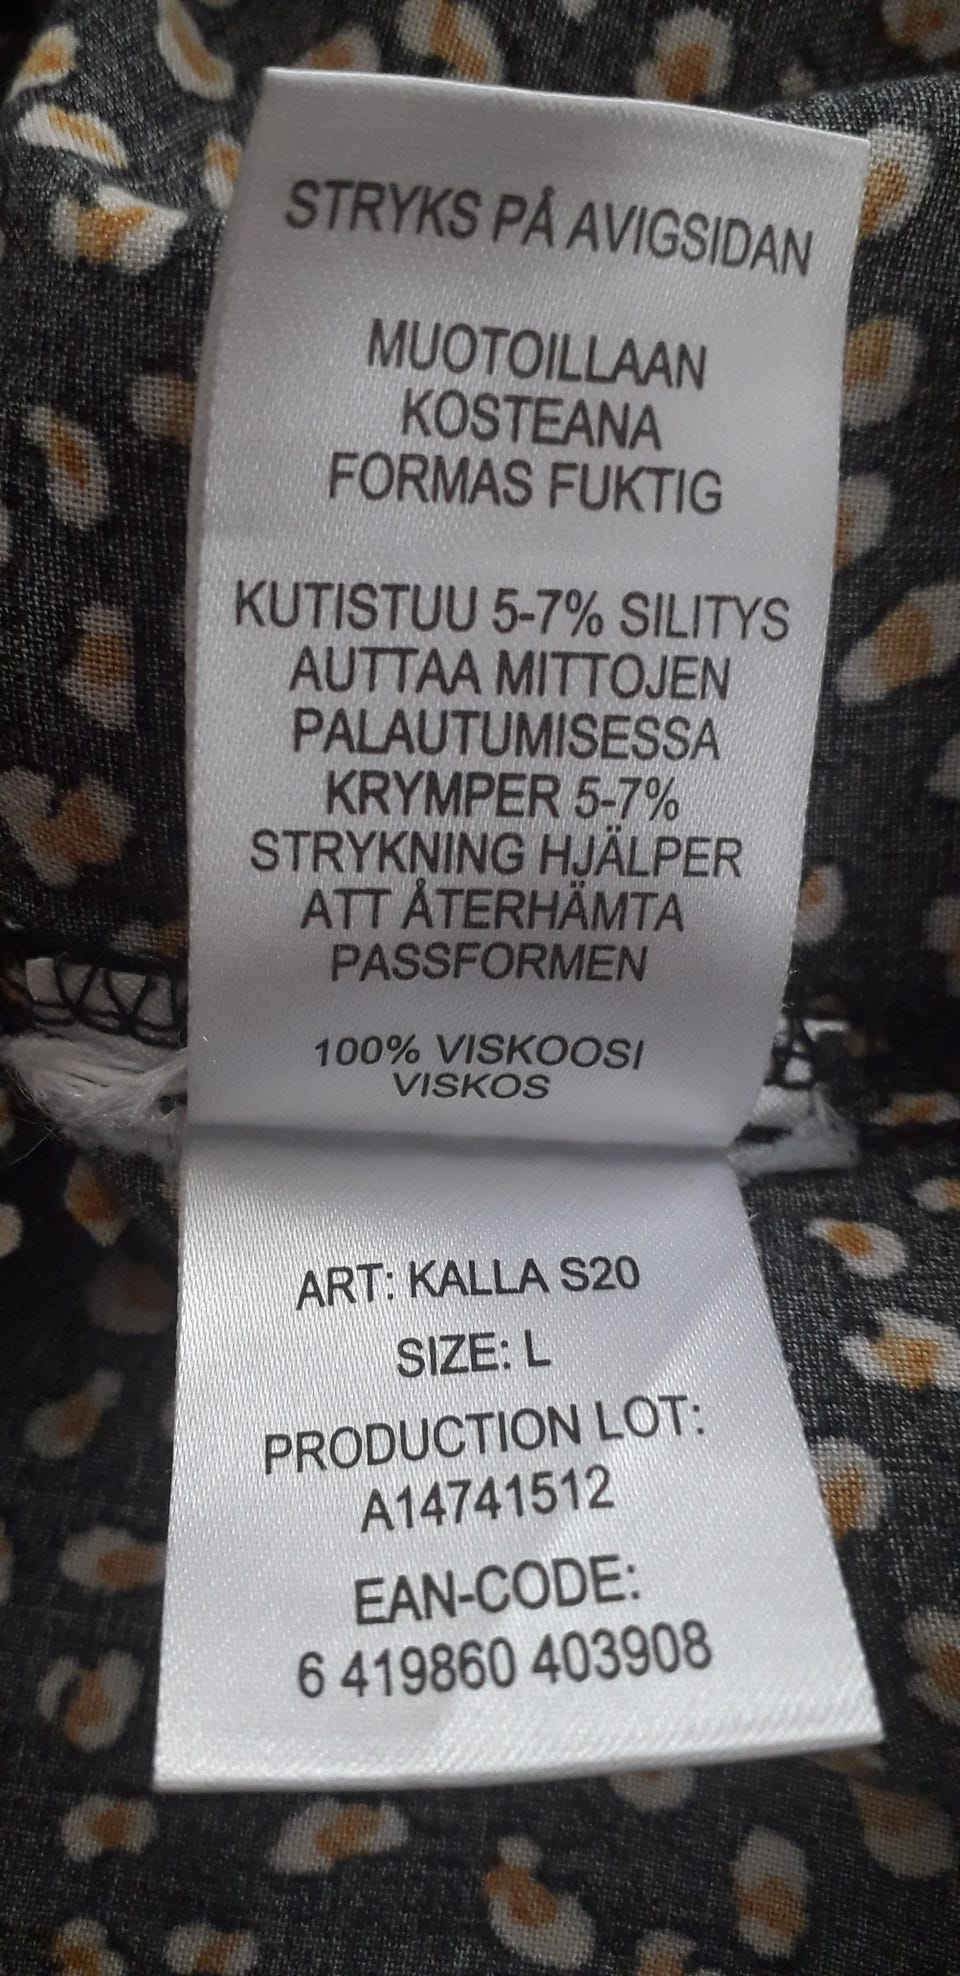 STRYKS PÅ AVIGSIDAN
MUOTOILLAAN
KOSTEANA
FORMAS FUKTIG
KUTISTUU 5-7% SILITYS
AUTTAA MITTOJEN
PALAUTUMISESSA
KRYMPER 5-7%
STRYKNING HJÄLPER
ATT ÅTERHÄMTA
PASSFORMEN
100% VISKOOSI
VISKOS
ART: KALLA S20
SIZE: L
PRODUCTION LOT:
A14741512
EAN-CODE:
6 419860 403908